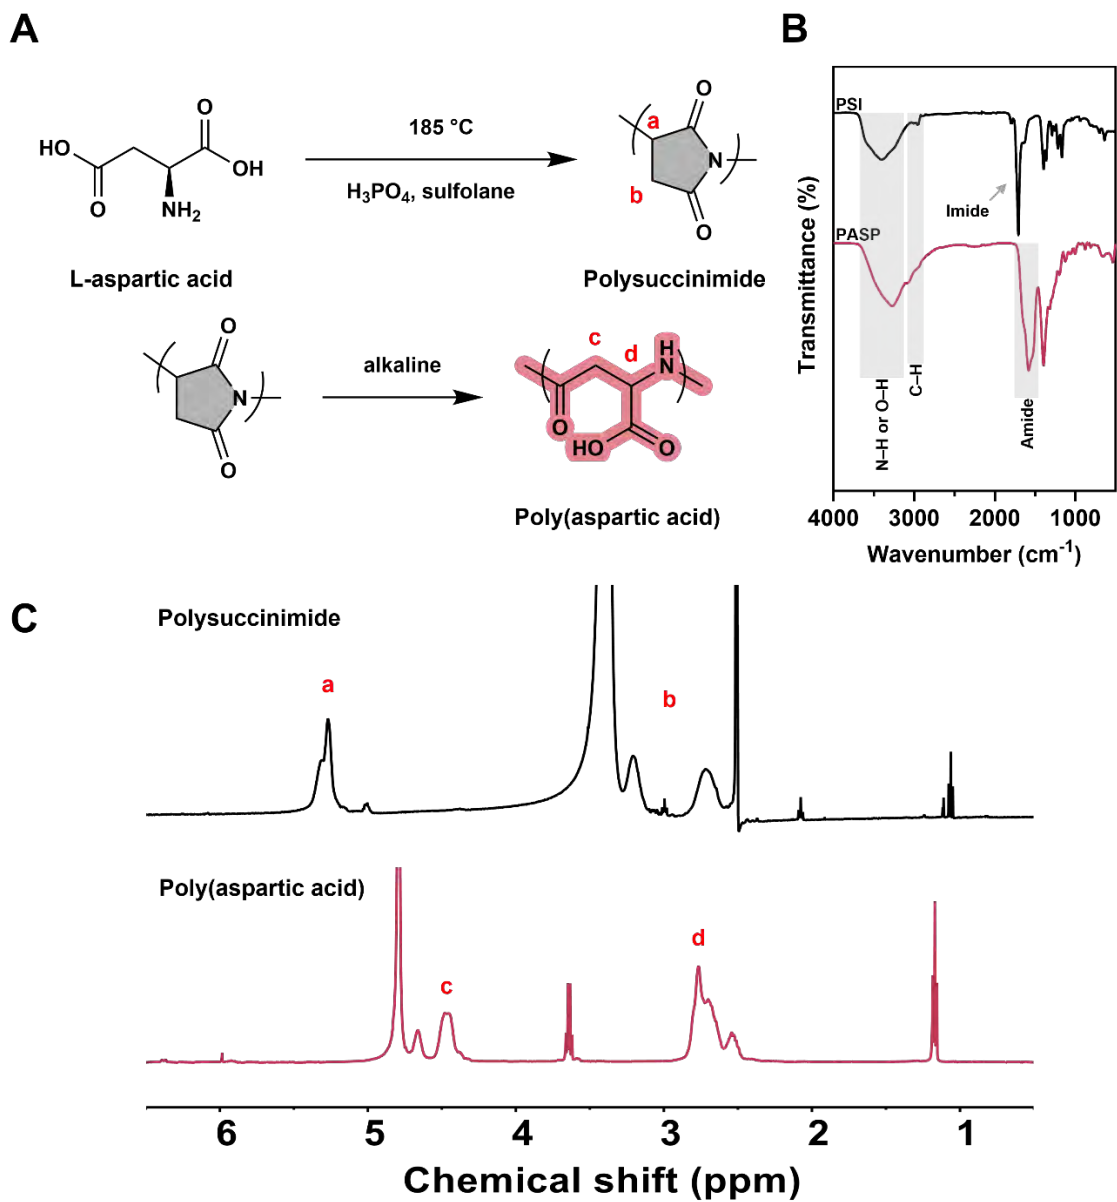 A
HO
O
O
OH
NH2
L-aspartic acid
185 °C
H3PO4, sulfolane
a
b
O
N
O
Polysuccinimide
O
N
O
alkaline
c
d
H
N
O
HO
O
Poly(aspartic acid)
B
PSI
Imide
PASP
N–H or O–H
C–H
Amide
Transmittance (%)
4000 3000 2000 1000
Wavenumber (cm-1)
C
Polysuccinimide
a
b
Poly(aspartic acid)
c
d
6 5 4 3 2 1
Chemical shift (ppm)